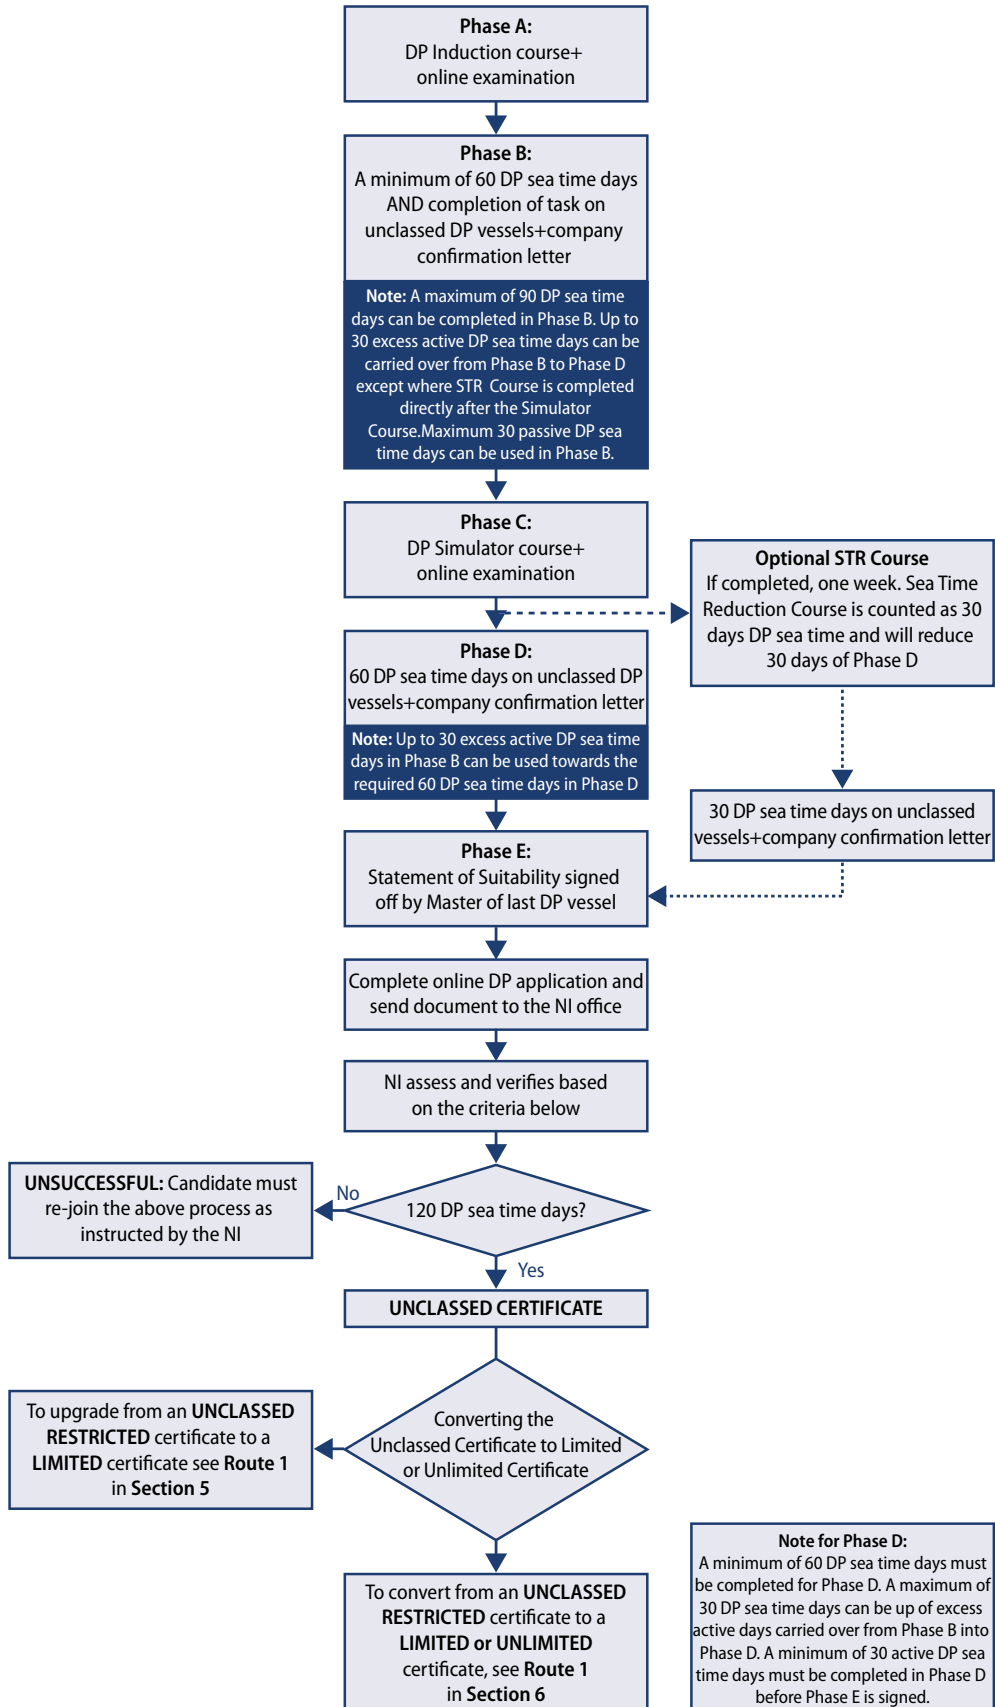 Phase A:
DP Induction course+
online examination
Phase B:
A minimum of 60 DP sea time days
AND completion of task on
unclassed DP vessels+company
confirmation letter
Note: A maximum of 90 DP sea time
days can be completed in Phase B. Up to
30 excess active DP sea time days can be
carried over from Phase B to Phase D
except where STR Course is completed
directly after the Simulator
Course.Maximum 30 passive DP sea
time days can be used in Phase B.
Phase C:
DP Simulator course+
online examination
Optional STR Course
If completed, one week. Sea Time
Reduction Course is counted as 30
days DP sea time and will reduce
30 days of Phase D
Phase D:
60 DP sea time days on unclassed DP
vessels+company confirmation letter
Note: Up to 30 excess active DP sea time
days in Phase B can be used towards the
required 60 DP sea time days in Phase D
30 DP sea time days on unclassed
vessels+company confirmation letter
Phase E:
Statement of Suitability signed
off by Master of last DP vessel
Complete online DP application and
send document to the NI office
NI assess and verifies based
on the criteria below
120 DP sea time days?
No
UNSUCCESSFUL: Candidate must
re-join the above process as
instructed by the NI
Yes
UNCLASSED CERTIFICATE
Converting the
Unclassed Certificate to Limited
or Unlimited Certificate
To upgrade from an UNCLASSED
RESTRICTED certificate to a
LIMITED certificate see Route 1
in Section 5
To convert from an UNCLASSED
RESTRICTED certificate to a
LIMITED or UNLIMITED
certificate, see Route 1
in Section 6
Note for Phase D:
A minimum of 60 DP sea time days must
be completed for Phase D. A maximum of
30 DP sea time days can be up of excess
active days carried over from Phase B into
Phase D. A minimum of 30 active DP sea
time days must be completed in Phase D
before Phase E is signed.